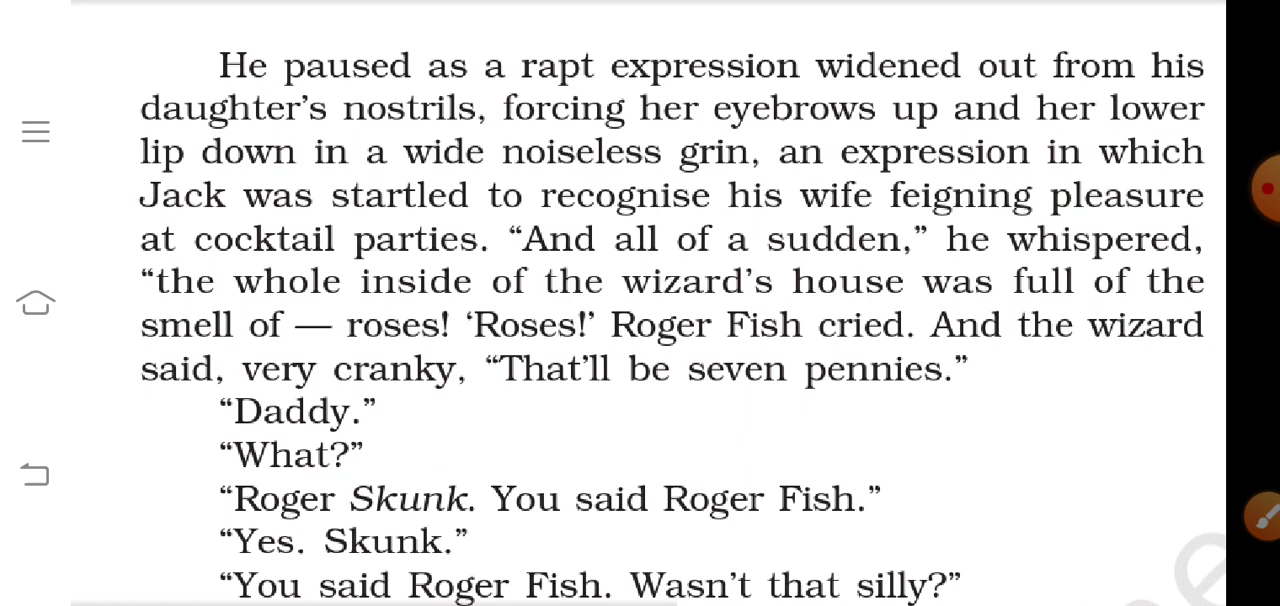 He paused as a rapt expression widened out from his
daughter’s nostrils, forcing her eyebrows up and her lower
lip down in a wide noiseless grin, an expression in which
Jack was startled to recognise his wife feigning pleasure
at cocktail parties. “And all of a sudden,” he whispered,
“the whole inside of the wizard’s house was full of the
smell of — roses! ‘Roses!’ Roger Fish cried. And the wizard
said, very cranky, “That’ll be seven pennies.”
“Daddy.”
“What?”
“Roger Skunk. You said Roger Fish.”
“Yes. Skunk.”
“You said Roger Fish. Wasn’t that silly?”